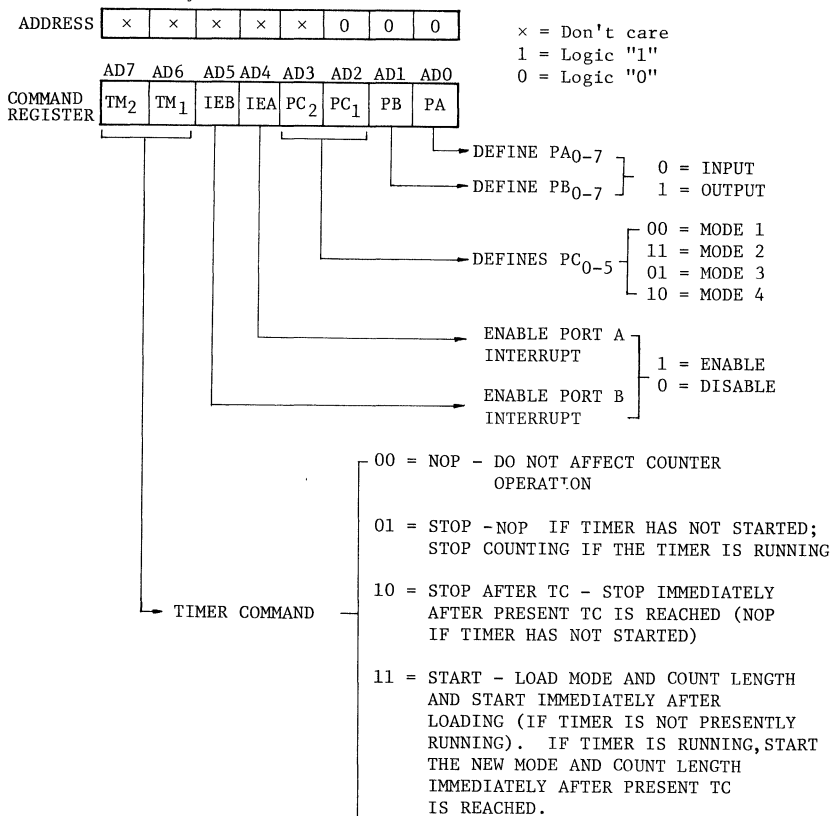 ADDRESS × × × × × 0 0 0
× = Don't care
1 = Logic "1"
0 = Logic "0"
AD7 AD6 AD5 AD4 AD3 AD2 AD1 AD0
COMMAND REGISTER TM2 TM1 IEB IEA PC2 PC1 PB PA
DEFINE PA0-7
DEFINE PB0-7
0 = INPUT
1 = OUTPUT
DEFINES PC0-5
00 = MODE 1
11 = MODE 2
01 = MODE 3
10 = MODE 4
ENABLE PORT A
INTERRUPT
ENABLE PORT B
INTERRUPT
1 = ENABLE
0 = DISABLE
TIMER COMMAND
00 = NOP - DO NOT AFFECT COUNTER
OPERATION
01 = STOP -NOP IF TIMER HAS NOT STARTED;
STOP COUNTING IF THE TIMER IS RUNNING
10 = STOP AFTER TC - STOP IMMEDIATELY
AFTER PRESENT TC IS REACHED (NOP
IF TIMER HAS NOT STARTED)
11 = START - LOAD MODE AND COUNT LENGTH
AND START IMMEDIATELY AFTER
LOADING (IF TIMER IS NOT PRESENTLY
RUNNING). IF TIMER IS RUNNING,START
THE NEW MODE AND COUNT LENGTH
IMMEDIATELY AFTER PRESENT TC
IS REACHED.